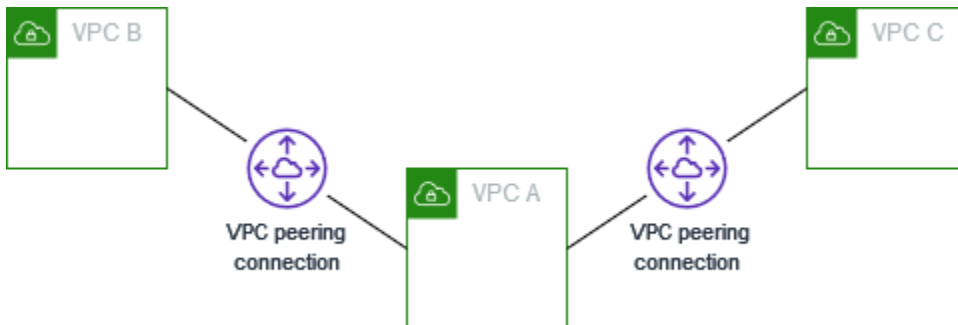 VPC B
VPC C
VPC A
VPC peering
connection
VPC peering
connection